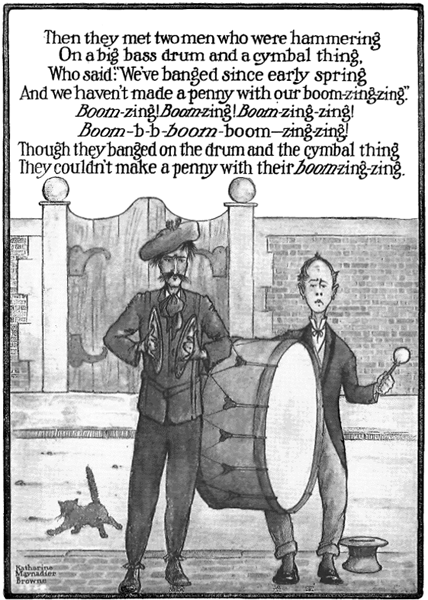 Then they met two men who were hammering
On a big bass drum and a cymbal thing,
Who said: "We've banged since early spring
And we haven't made a penny with our boom-zing-zing."
Boom-zing! Boom-zing! Boom-zing-zing!
Boom-b-b-boom-boom-zing-zing!
Though they banged on the drum and the cymbal thing
They couldn't make a penny with their boom-zing-zing.
Katharine
Maynadier
Browne